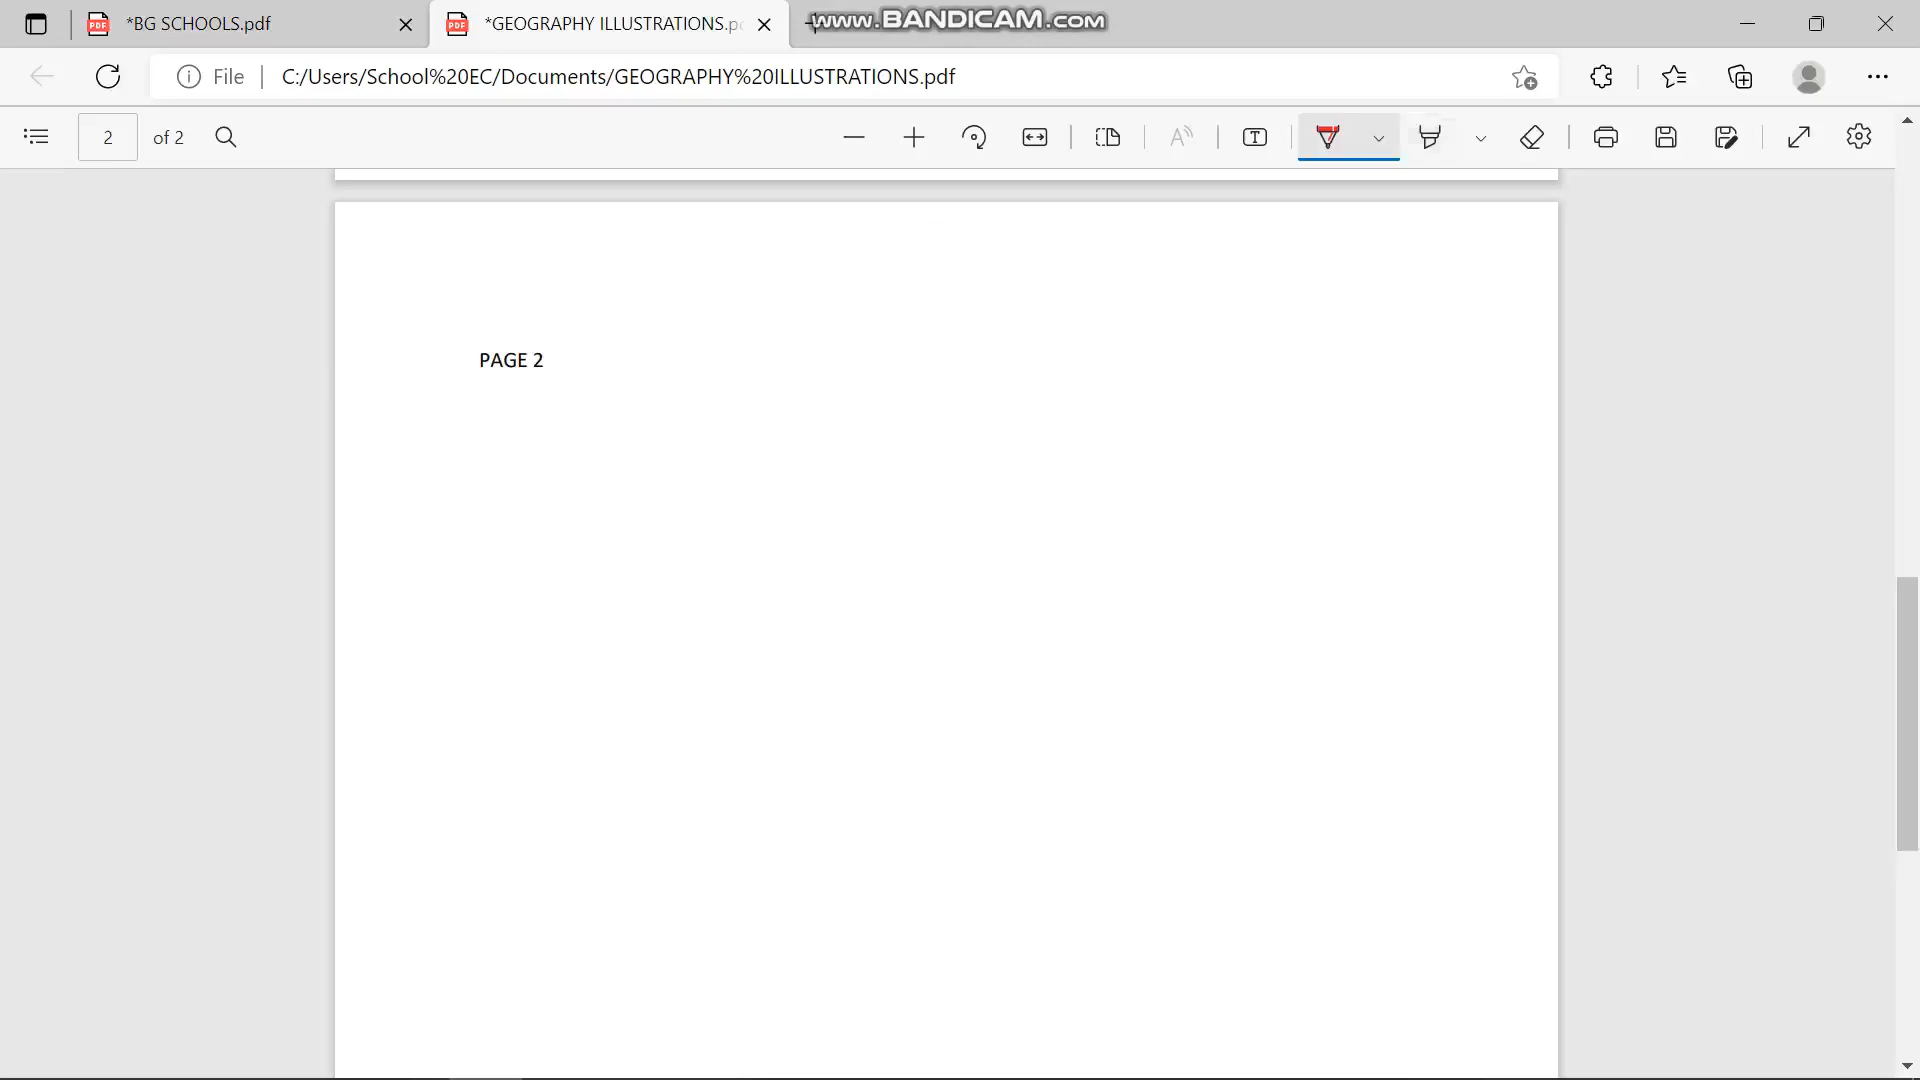 *BG SCHOOLS.pdf
*GEOGRAPHY ILLUSTRATIONS.pd
www.BANDICAM.com
File
C:/Users/School%20EC/Documents/GEOGRAPHY%20ILLUSTRATIONS.pdf
2 of 2
PAGE 2